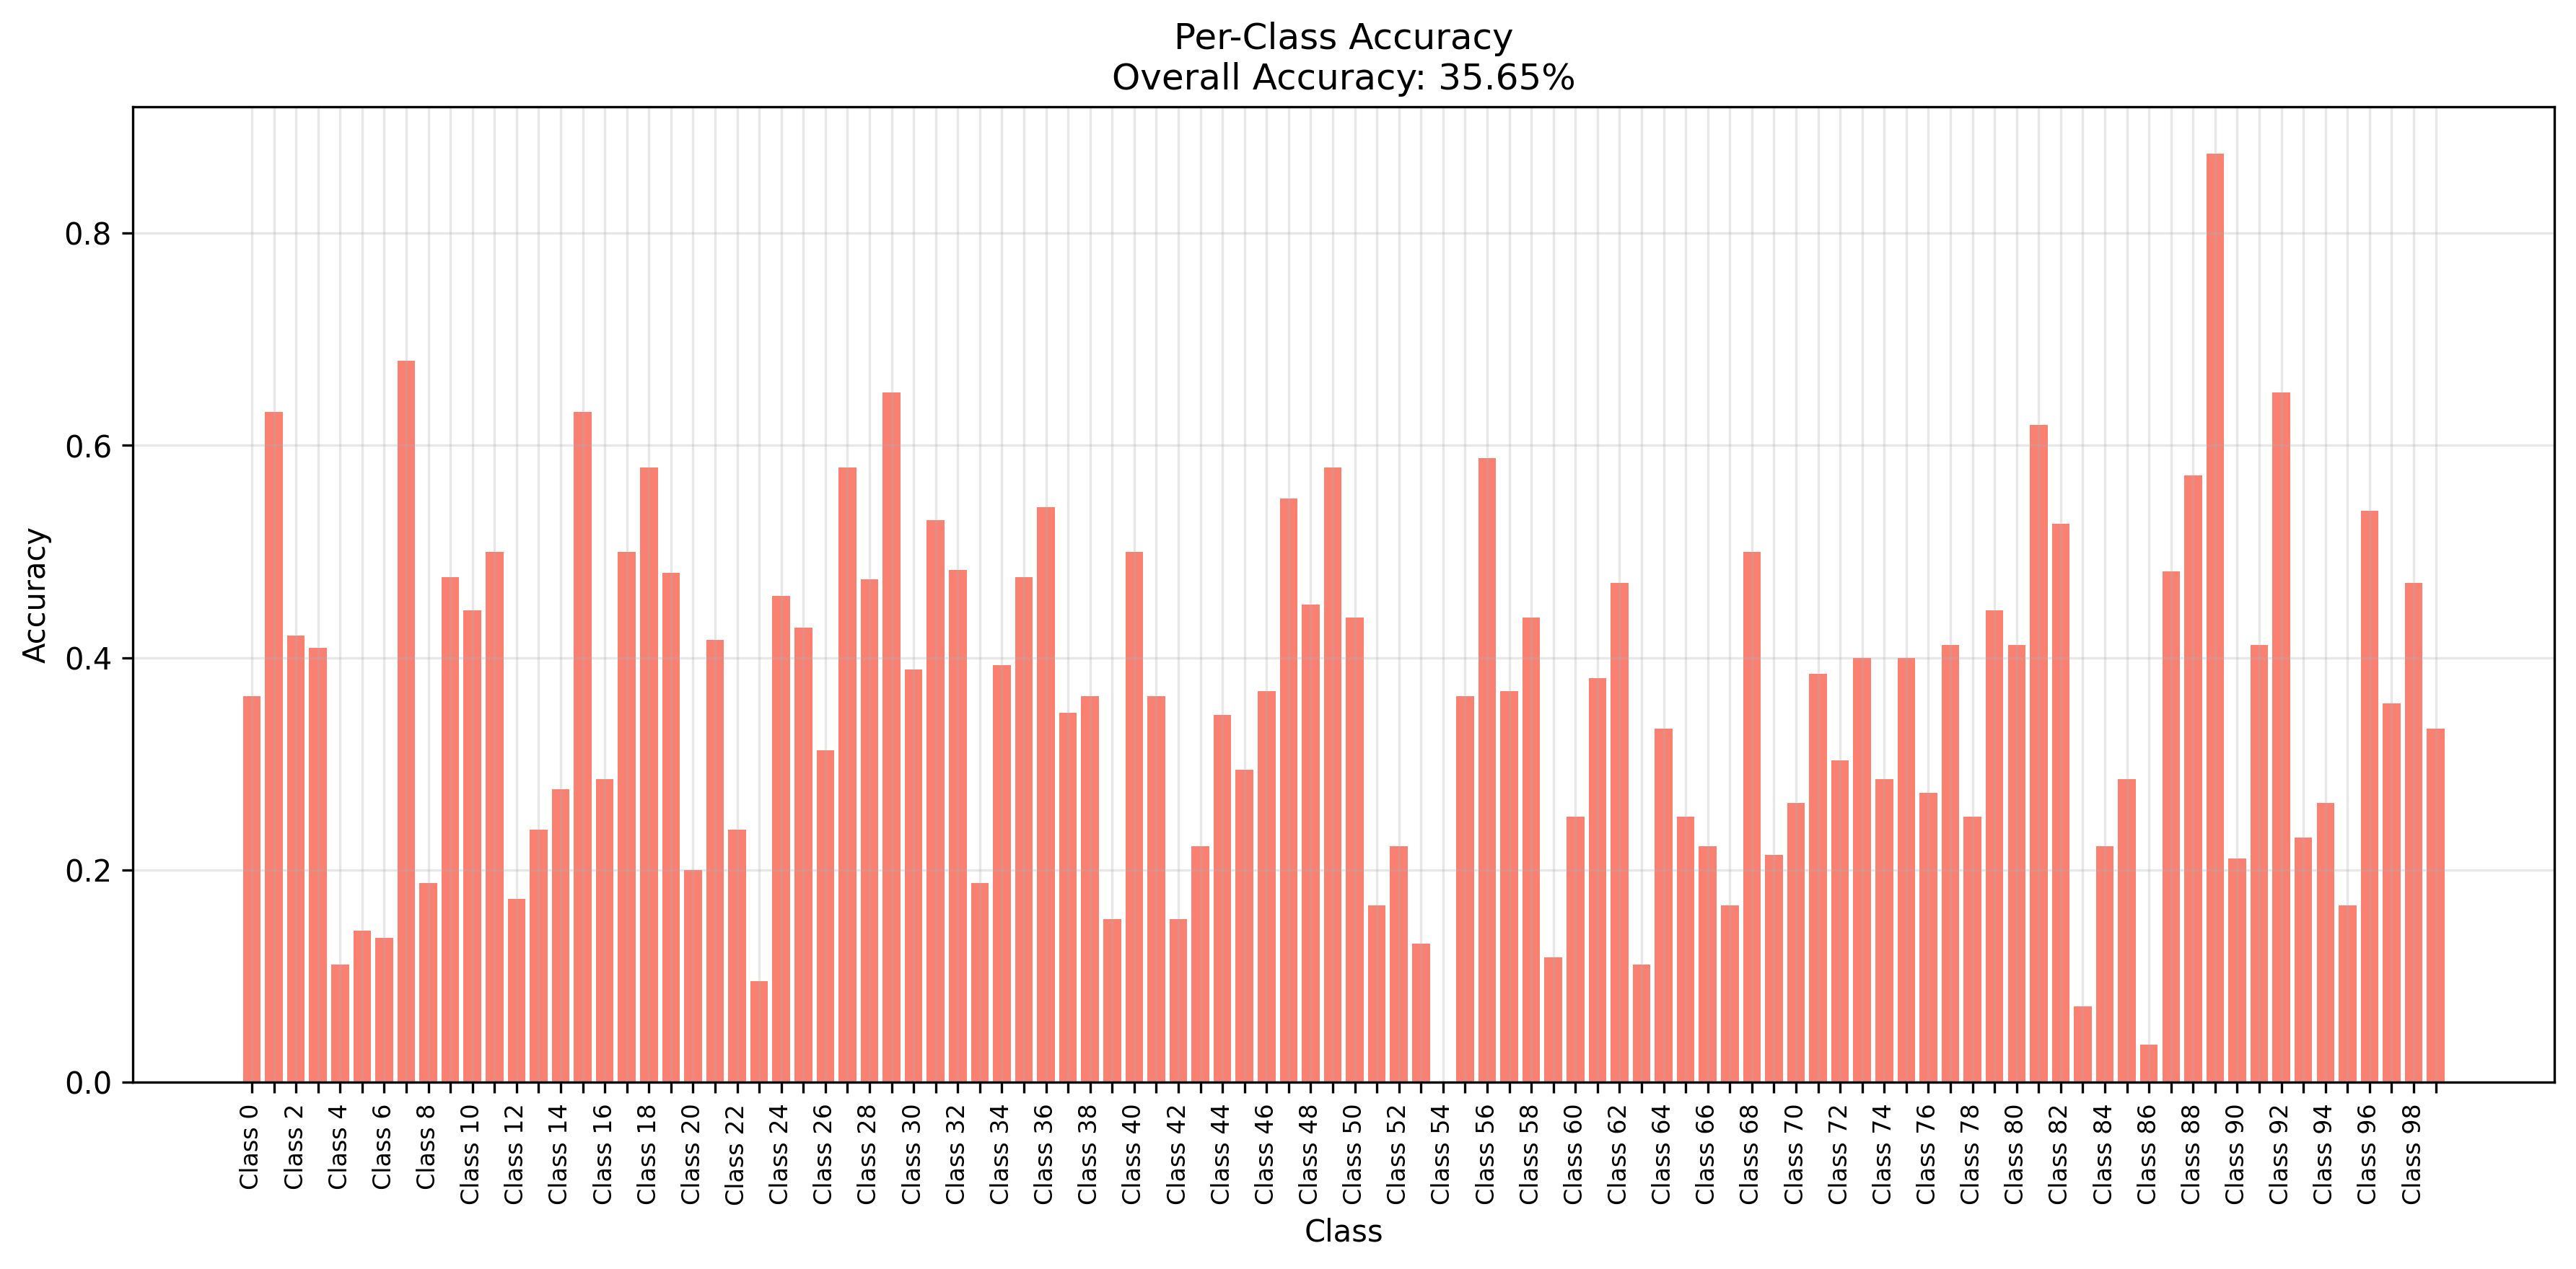 Per-Class Accuracy
Overall Accuracy: 35.65%
Accuracy
0.8
0.6
0.4
0.2
0.0
Class 0
Class 2
Class 4
Class 6
Class 8
Class 10
Class 12
Class 14
Class 16
Class 18
Class 20
Class 22
Class 24
Class 26
Class 28
Class 30
Class 32
Class 34
Class 36
Class 38
Class 40
Class 42
Class 44
Class 46
Class 48
Class 50
Class 52
Class 54
Class 56
Class 58
Class 60
Class 62
Class 64
Class 66
Class 68
Class 70
Class 72
Class 74
Class 76
Class 78
Class 80
Class 82
Class 84
Class 86
Class 88
Class 90
Class 92
Class 94
Class 96
Class 98
Class